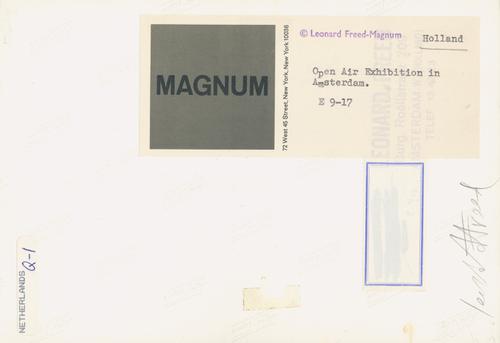 MAGNUM
72 West 45 Street, New York, New York 10036
© Leonard Freed-Magnum
Holland
Open Air Exhibition in
Amsterdam.
E 9-17
NETHERLANDS
Q-1